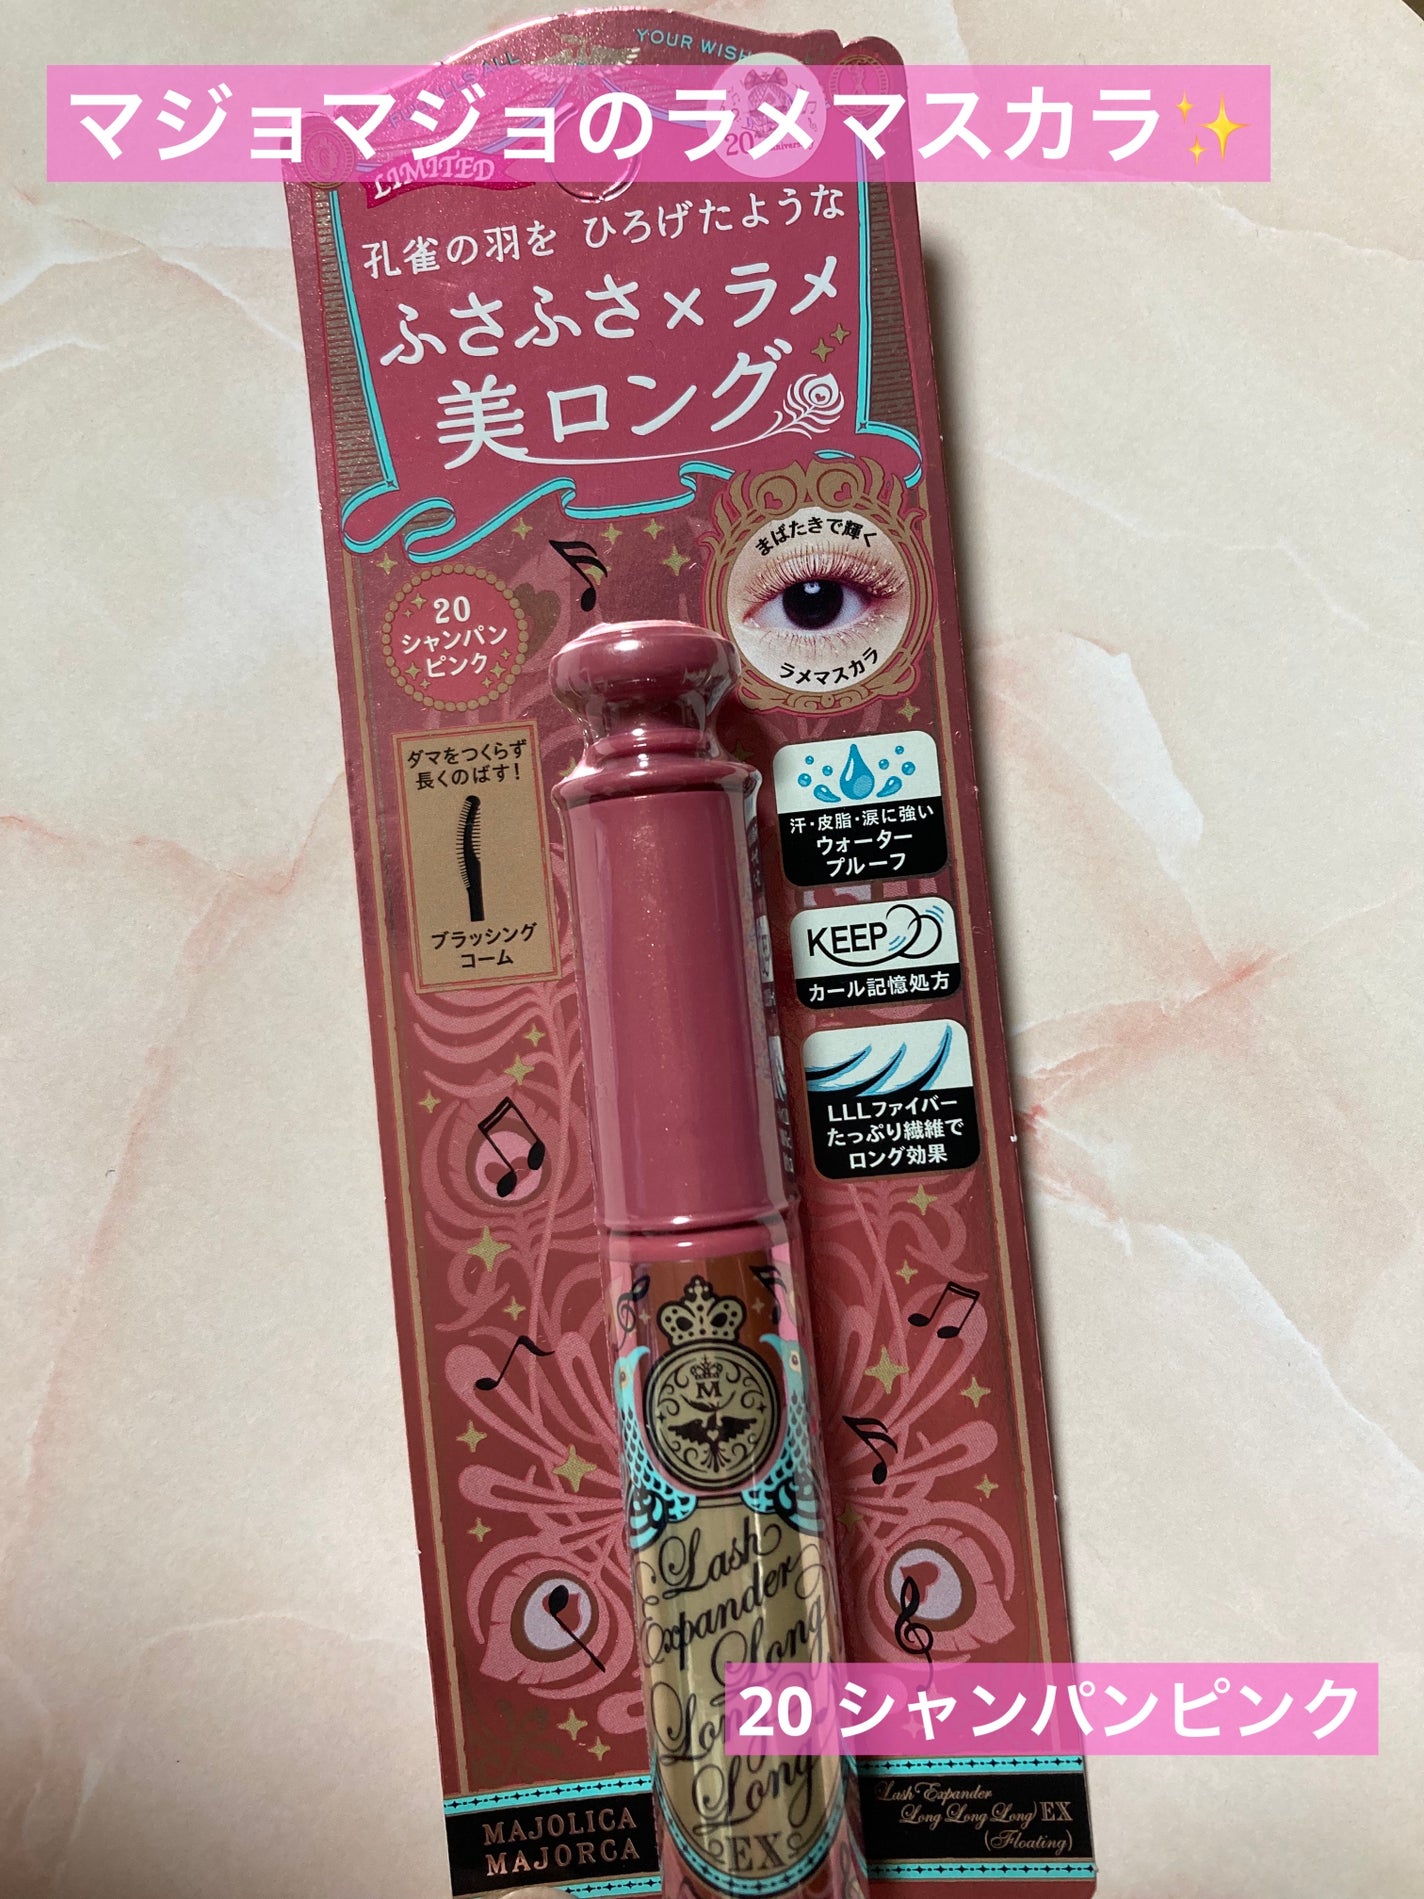 YOUR WISH
マジョマジョのラメマスカラ✨
20
LIMITED
孔雀の羽を ひろげたような
ふさふさ×ラメ
美ロング
まばたきで輝く
ラメマスカラ
20
シャンパン
ピンク
ダマをつくらず
長くのばす!
ブラッシング
コーム
汗・皮脂・涙に強い
ウォーター
プルーフ
KEEP
カール記憶処方
LLLファイバー
たっぷり繊維で
ロング効果
M
Lash
Expander
Long
Long
Long
EX
20 シャンパンピンク
MAJOLICA
MAJORCA
Lash Expander
Long Long Long EX
(Floating)